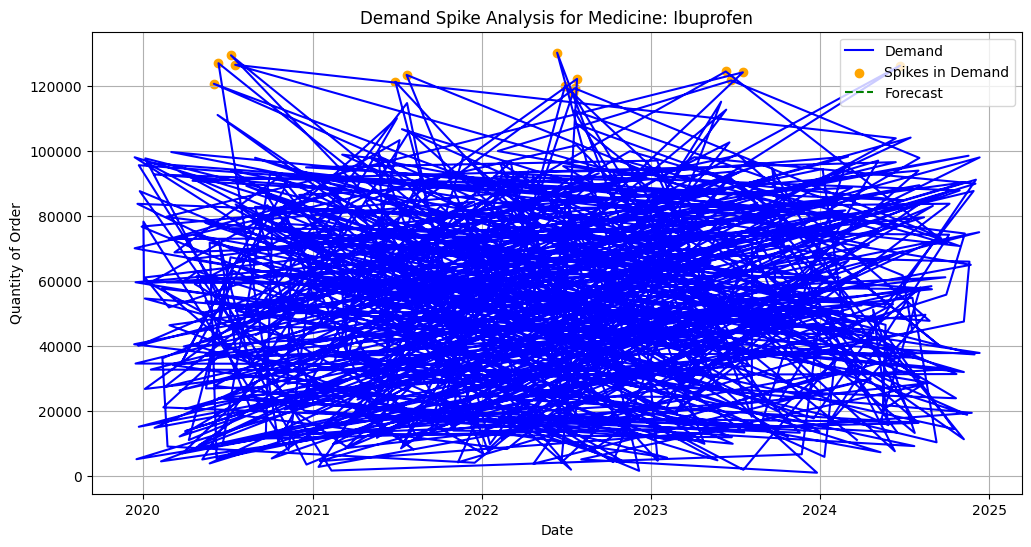 Demand Spike Analysis for Medicine: Ibuprofen
Demand
Spikes in Demand
Forecast
Quantity of Order
120000
100000
80000
60000
40000
20000
0
2020 2021 2022 2023 2024 2025
Date